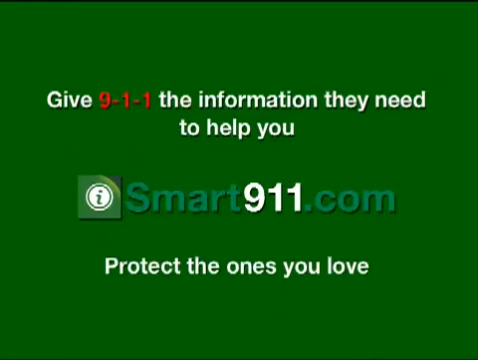 Give 9-1-1 the information they need
to help you
Smart911.com
Protect the ones you love